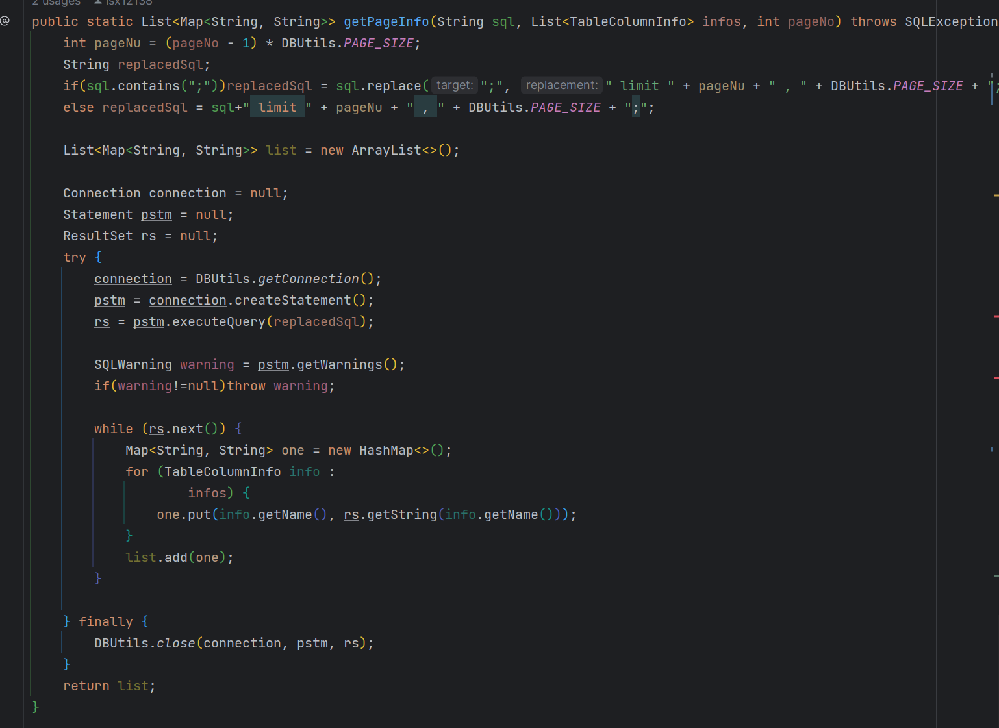 2 usages lsx12138
public static List<Map<String, String>> getPageInfo(String sql, List<TableColumnInfo> infos, int pageNo) throws SQLException
@
int pageNu = (pageNo - 1) * DBUtils.PAGE_SIZE;
String replacedSql;
if(sql.contains(";"))replacedSql = sql.replace( target: ";", replacement: " limit " + pageNu + " , " + DBUtils.PAGE_SIZE + ";
else replacedSql = sql+" limit " + pageNu + " , " + DBUtils.PAGE_SIZE + ";";
List<Map<String, String>> list = new ArrayList<>();
Connection connection = null;
Statement pstm = null;
ResultSet rs = null;
try {
connection = DBUtils.getConnection();
pstm = connection.createStatement();
rs = pstm.executeQuery(replacedSql);
SQLWarning warning = pstm.getWarnings();
if(warning!=null)throw warning;
while (rs.next()) {
Map<String, String> one = new HashMap<>();
for (TableColumnInfo info :
infos) {
one.put(info.getName(), rs.getString(info.getName()));
}
list.add(one);
}
} finally {
DBUtils.close(connection, pstm, rs);
}
return list;
}